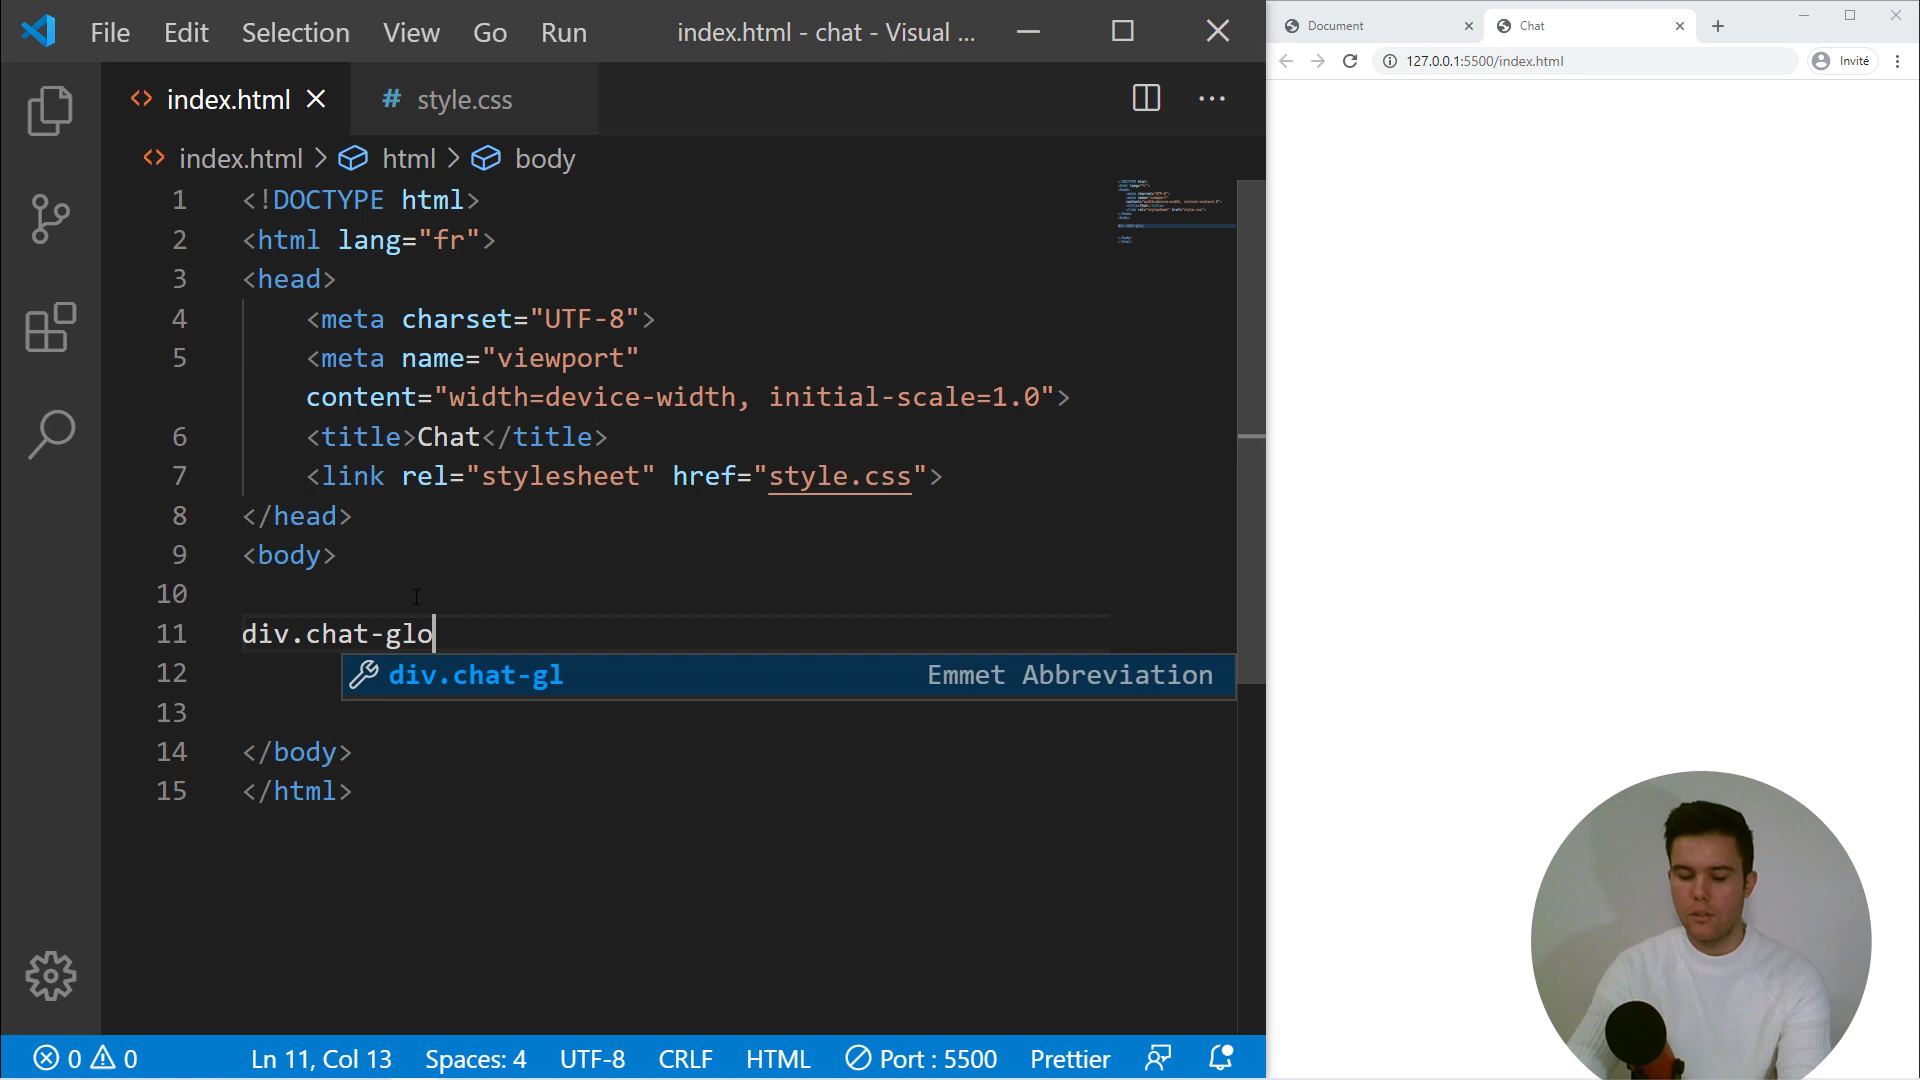 File Edit Selection View Go Run index.html - chat - Visual ...
index.html style.css
index.html > html > body
1 <!DOCTYPE html>
2 <html lang="fr">
3 <head>
4 <meta charset="UTF-8">
5 <meta name="viewport"
content="width=device-width, initial-scale=1.0">
6 <title>Chat</title>
7 <link rel="stylesheet" href="style.css">
8 </head>
9 <body>
10
11 div.chat-glo
12 div.chat-gl Emmet Abbreviation
13
14 </body>
15 </html>
0 0 Ln 11, Col 13 Spaces: 4 UTF-8 CRLF HTML Port : 5500 Prettier
Document Chat
127.0.0.1:5500/index.html Invité